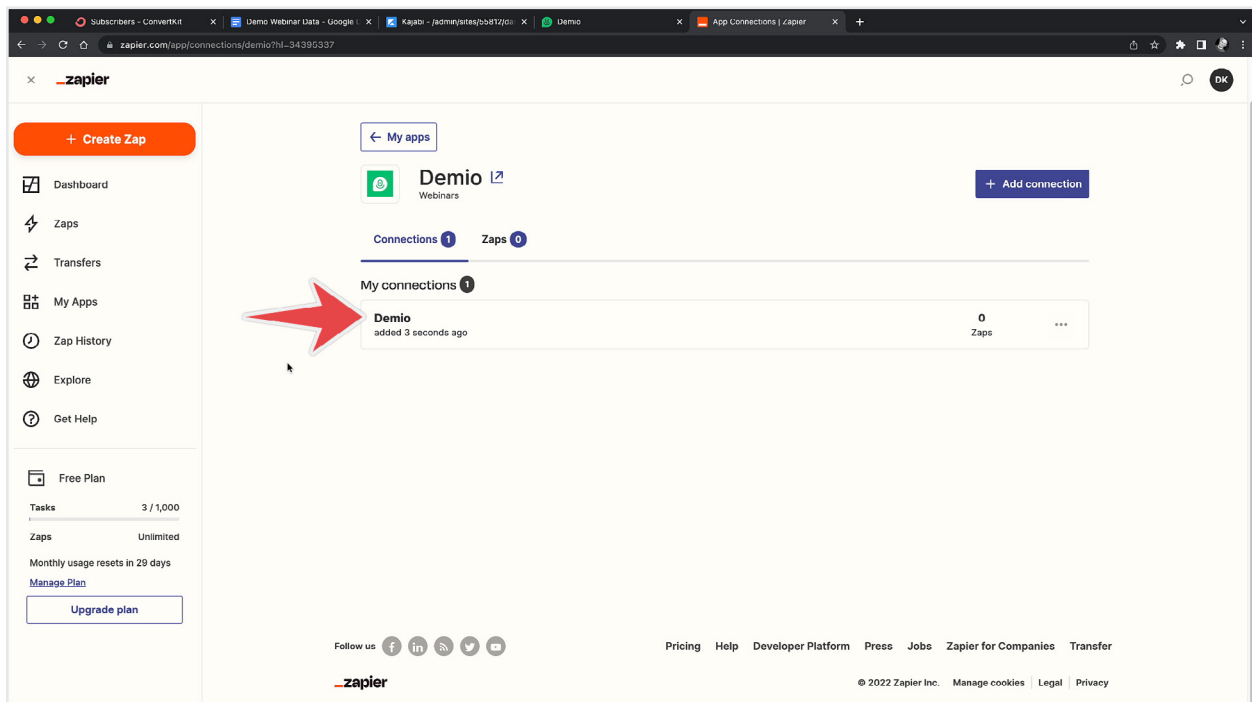 Subscribers - ConvertKit
Demo Webinar Data - Google
Kajabi - /admin/sites/55812/da
Demio
App Connections | Zapier
zapier.com/app/connections/demio?hl=34395337
_zapier
DK
+ Create Zap
Dashboard
Zaps
Transfers
My Apps
Zap History
Explore
Get Help
Free Plan
Tasks 3 / 1,000
Zaps Unlimited
Monthly usage resets in 29 days
Manage Plan
Upgrade plan
← My apps
Demio
Webinars
+ Add connection
Connections 1 Zaps 0
My connections 1
Demio
added 3 seconds ago
0
Zaps
Follow us
Pricing Help Developer Platform Press Jobs Zapier for Companies Transfer
_zapier
© 2022 Zapier Inc. Manage cookies Legal Privacy